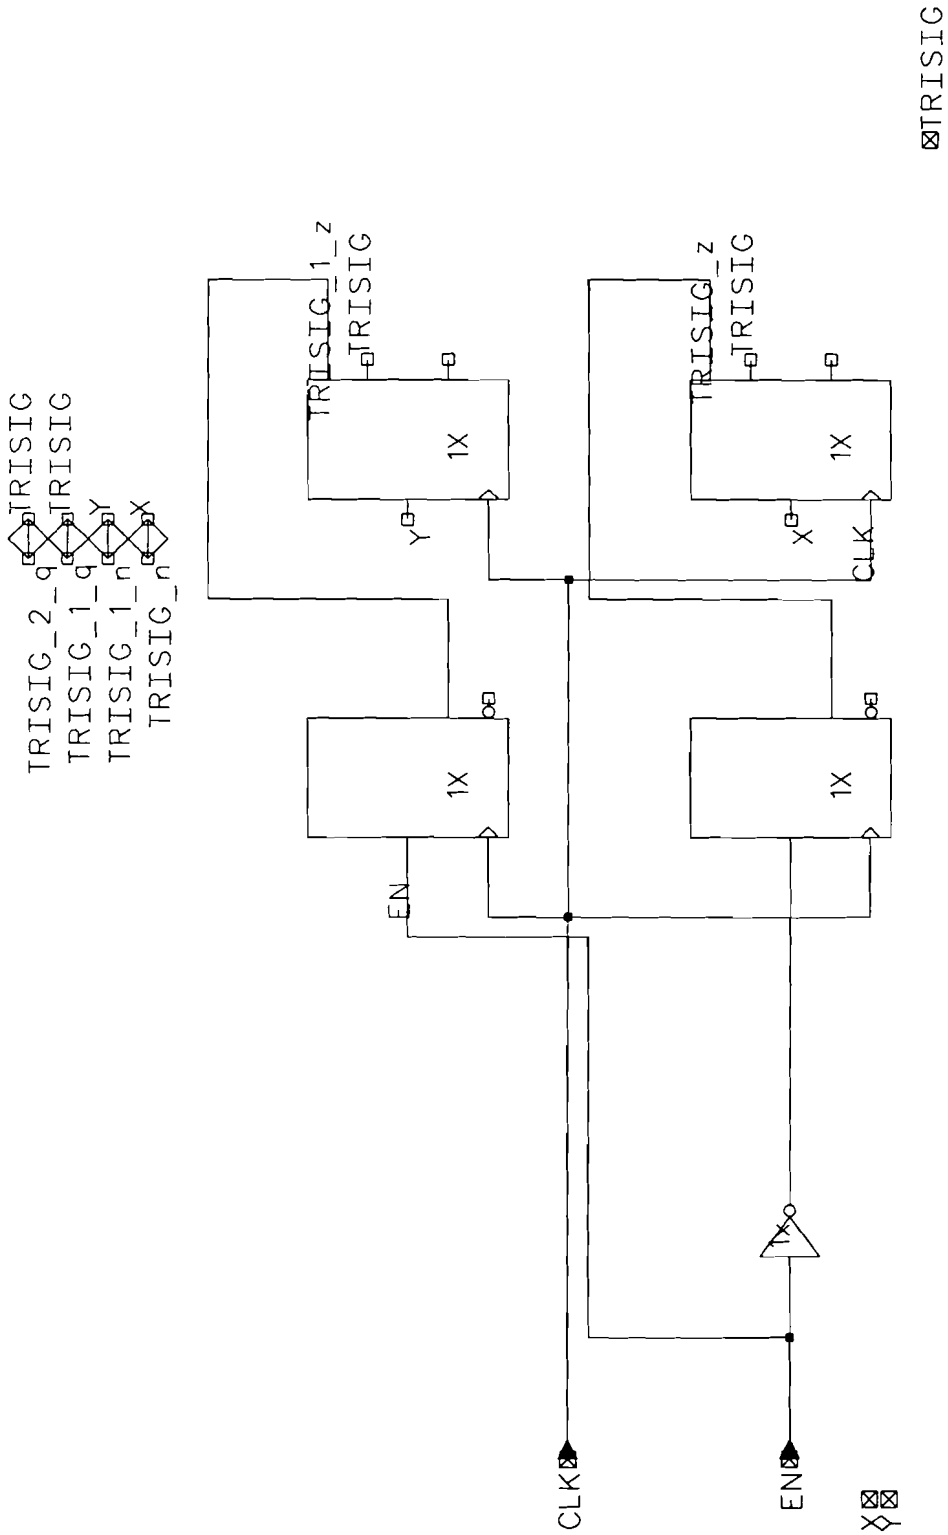 TRISIG
TRISIG
TRISIG
Y
X
TRISIG_2_q
TRISIG_1_q
TRISIG_1_n
TRISIG_n
TRISIG_1_z
TRISIG
1X
Y
TRISIG_z
TRISIG
1X
X
CLK
1X
EN
1X
1X
CLK
EN
X
Y